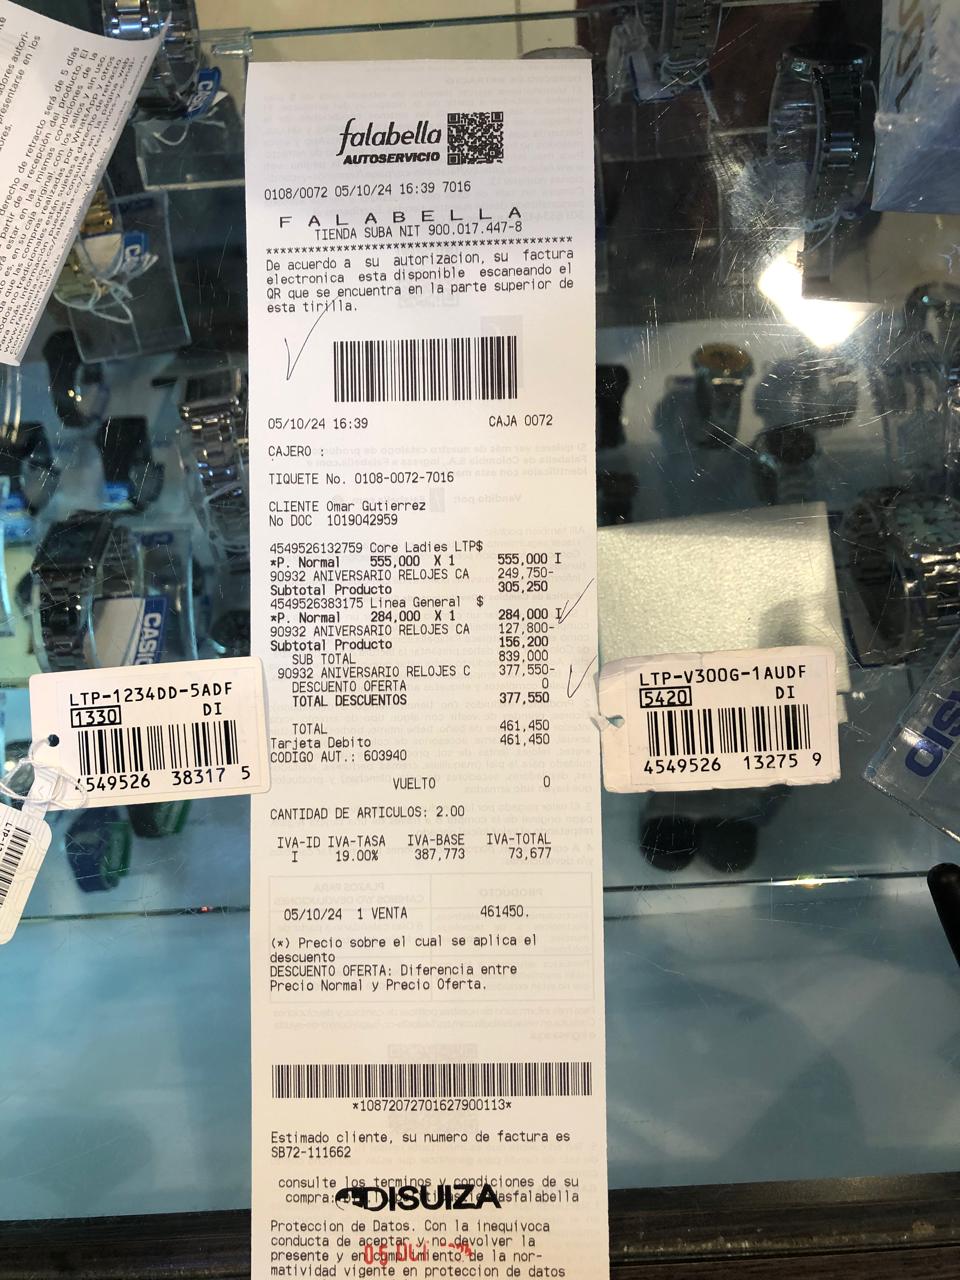 falabella
AUTOSERVICIO
0108/0072 05/10/24 16:39 7016
F A L A B E L L A
TIENDA SUBA NIT 900.017.447-8
******************************************
De acuerdo a su autorizacion, su factura
electronica esta disponible escaneando el
QR que se encuentra en la parte superior de
esta tirilla.
05/10/24 16:39 CAJA 0072
CAJERO :
TIQUETE No. 0108-0072-7016
CLIENTE Omar Gutierrez
No DOC 1019042959
4549526132759 Core Ladies LTP$
*P. Normal 555,000 X 1 555,000 I
90932 ANIVERSARIO RELOJES CA 249,750-
Subtotal Producto 305,250
4549526383175 Linea General $
*P. Normal 284,000 X 1 284,000 I
90932 ANIVERSARIO RELOJES CA 127,800-
Subtotal Producto 156,200
SUB TOTAL 839,000
90932 ANIVERSARIO RELOJES C 377,550-
DESCUENTO OFERTA 0
TOTAL DESCUENTOS 377,550
TOTAL 461,450
Tarjeta Debito 461,450
CODIGO AUT.: 603940
VUELTO 0
CANTIDAD DE ARTICULOS: 2.00
IVA-ID IVA-TASA IVA-BASE IVA-TOTAL
I 19.00% 387,773 73,677
05/10/24 1 VENTA 461450.
(*) Precio sobre el cual se aplica el
descuento
DESCUENTO OFERTA: Diferencia entre
Precio Normal y Precio Oferta.
*10872072701627900113*
Estimado cliente, su numero de factura es
SB72-111662
consulte los terminos y condiciones de su
compra:
DISUIZA
Proteccion de Datos. Con la inequivoca
conducta de aceptar y no devolver la
presente y en cumplimiento de la nor-
matividad vigente en proteccion de datos
LTP-1234DD-5ADF
1330 DI
4549526 38317 5
LTP-V300G-1AUDF
5420 DI
4549526 13275 9
CASIO